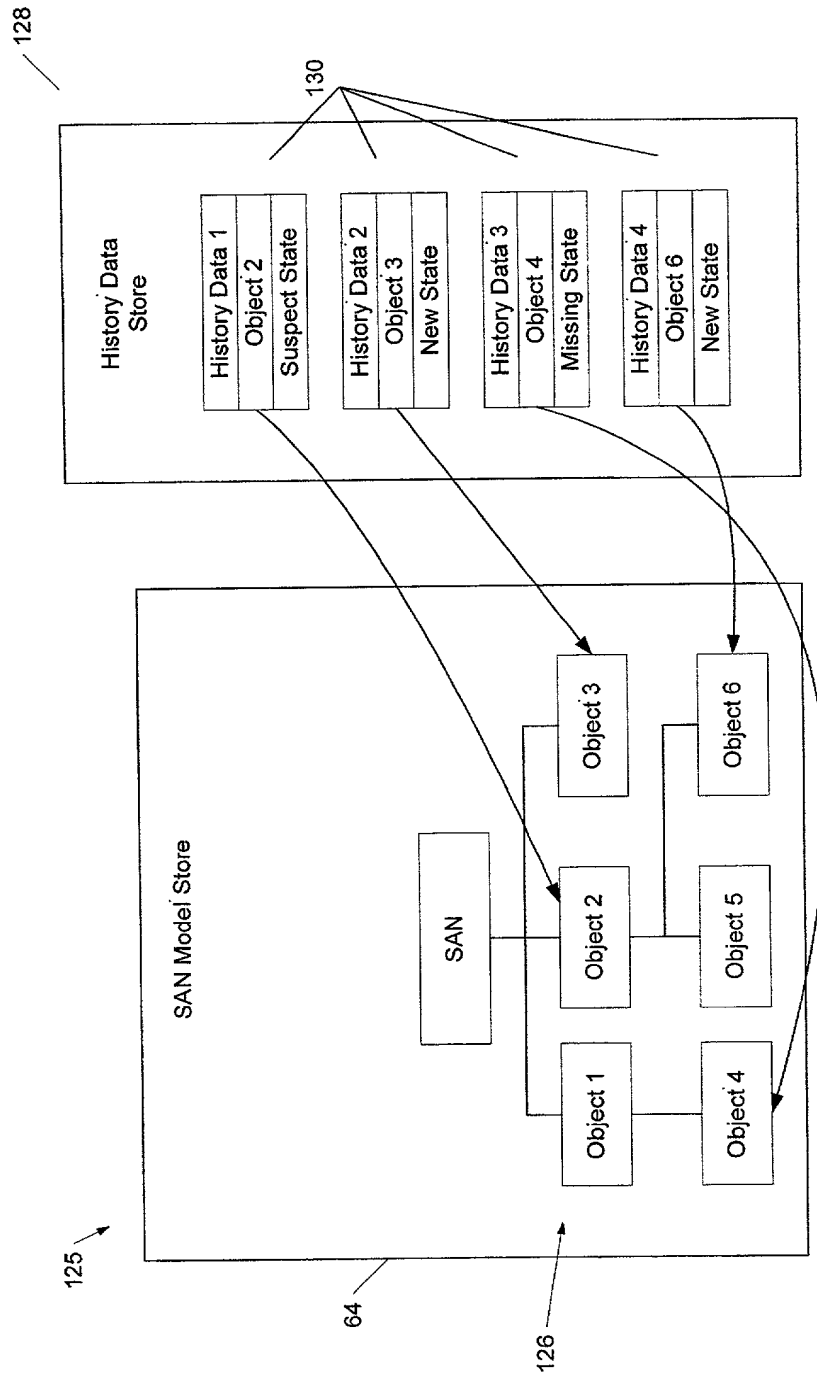 125
64
126
SAN Model Store
SAN
Object 1
Object 2
Object 3
Object 4
Object 5
Object 6
128
History Data
Store
130
History Data 1
Object 2
Suspect State
History Data 2
Object 3
New State
History Data 3
Object 4
Missing State
History Data 4
Object 6
New State